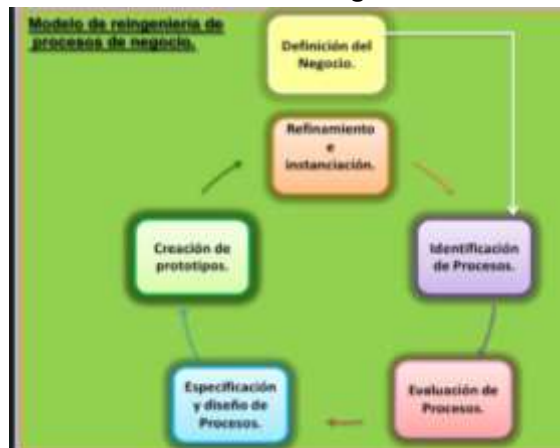 Modelo de reingeniería de
procesos de negocio.
Definición del
Negocio.
Refinamiento
e
instanciación.
Creación de
prototipos.
Identificación
de Procesos.
Especificación
y diseño de
Procesos.
Evaluación de
Procesos.